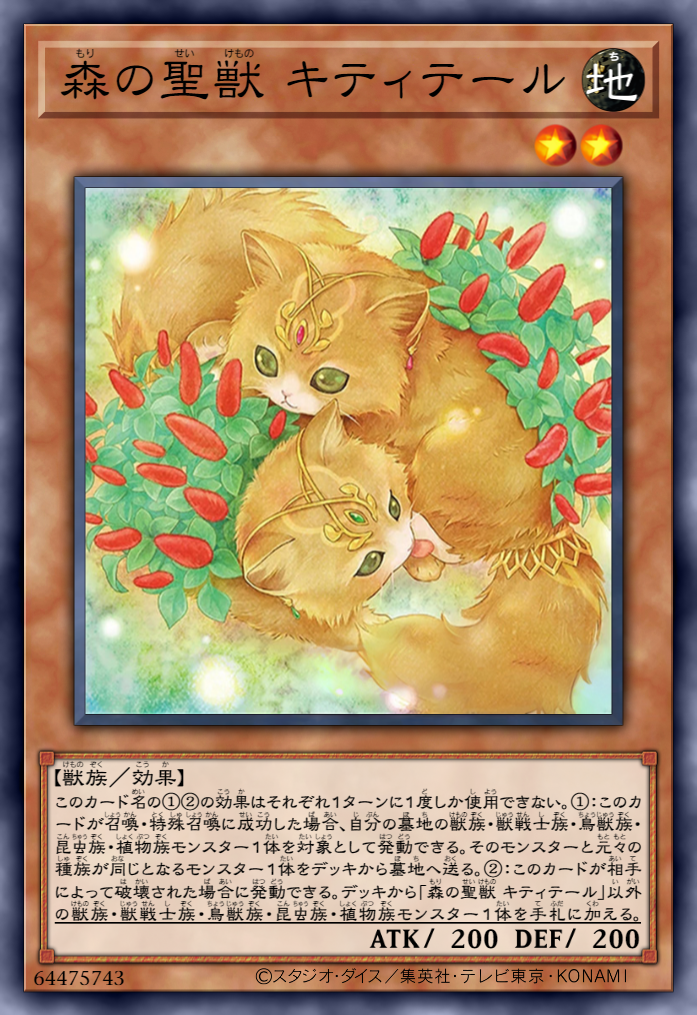 森の聖獣 キティテール
地
【獣族／効果】
このカード名の①②の効果はそれぞれ1ターンに1度しか使用できない。①：このカ
ードが召喚・特殊召喚に成功した場合、自分の墓地の獣族・獣戦士族・鳥獣族・
昆虫族・植物族モンスター1体を対象として発動できる。そのモンスターと元々の
種族が同じとなるモンスター1体をデッキから墓地へ送る。②：このカードが相手
によって破壊された場合に発動できる。デッキから「森の聖獣 キティテール」以外
の獣族・獣戦士族・鳥獣族・昆虫族・植物族モンスター1体を手札に加える。
ATK/ 200 DEF/ 200
64475743 ©スタジオ・ダイス／集英社・テレビ東京・KONAMI